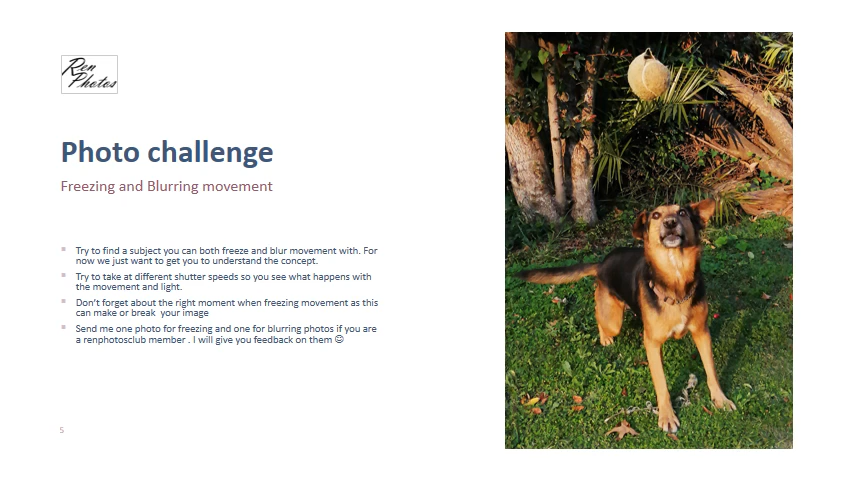 Ren
Photos
Photo challenge
Freezing and Blurring movement
▪ Try to find a subject you can both freeze and blur movement with. For
now we just want to get you to understand the concept.
▪ Try to take at different shutter speeds so you see what happens with
the movement and light.
▪ Don't forget about the right moment when freezing movement as this
can make or break  your image
▪ Send me one photo for freezing and one for blurring photos if you are
a renphotosclub member . I will give you feedback on them ☺
5